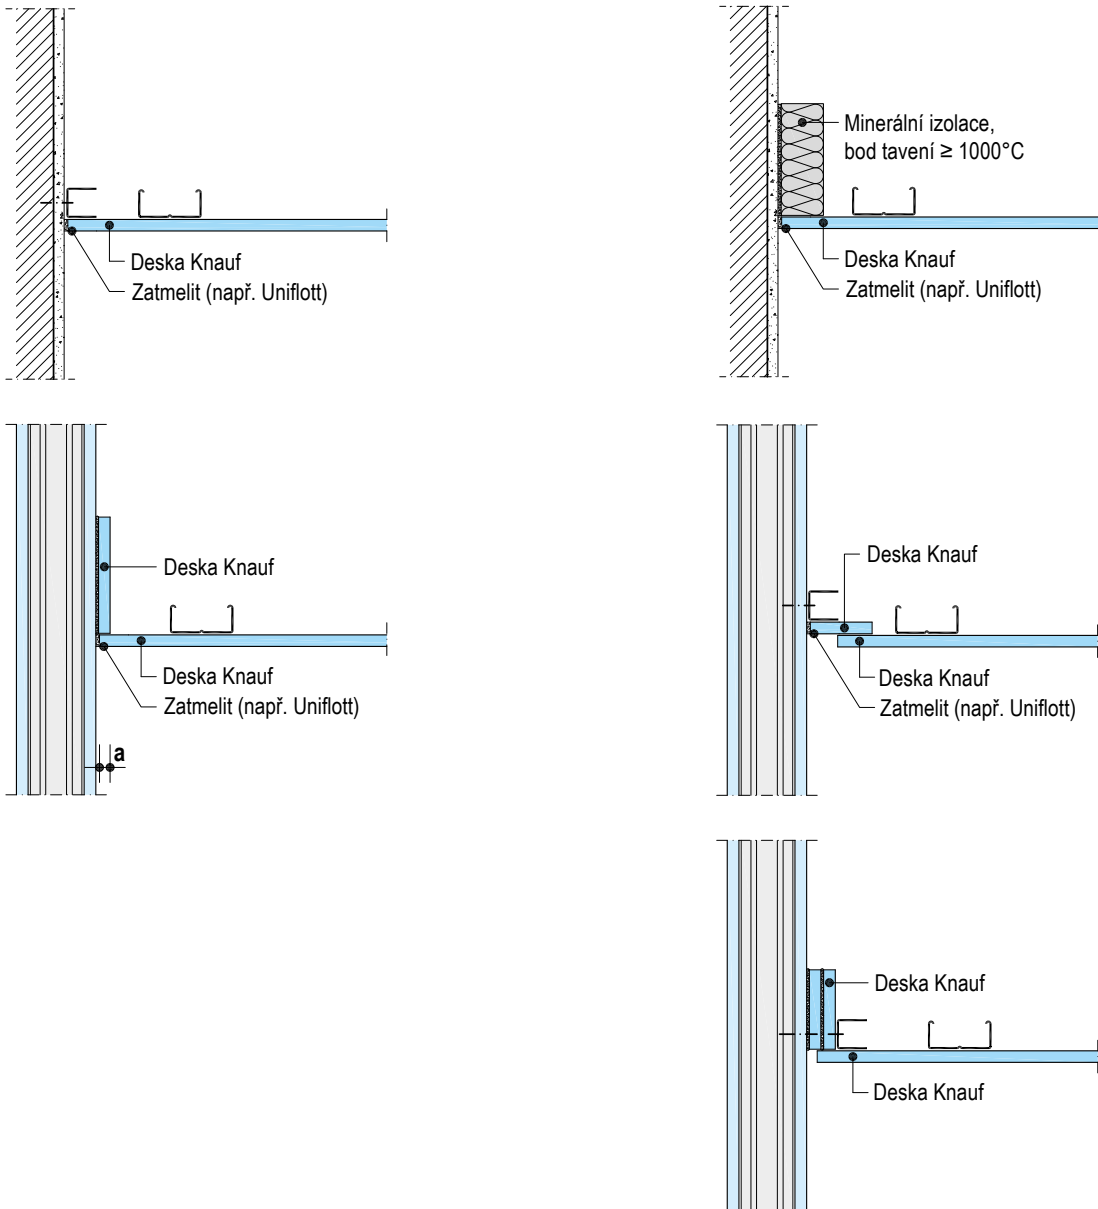 Deska Knauf
Zatmelit (např. Uniflott)
Minerální izolace,
bod tavení ≥ 1000°C
Deska Knauf
Zatmelit (např. Uniflott)
Deska Knauf
Deska Knauf
Zatmelit (např. Uniflott)
a
Deska Knauf
Deska Knauf
Zatmelit (např. Uniflott)
Deska Knauf
Deska Knauf